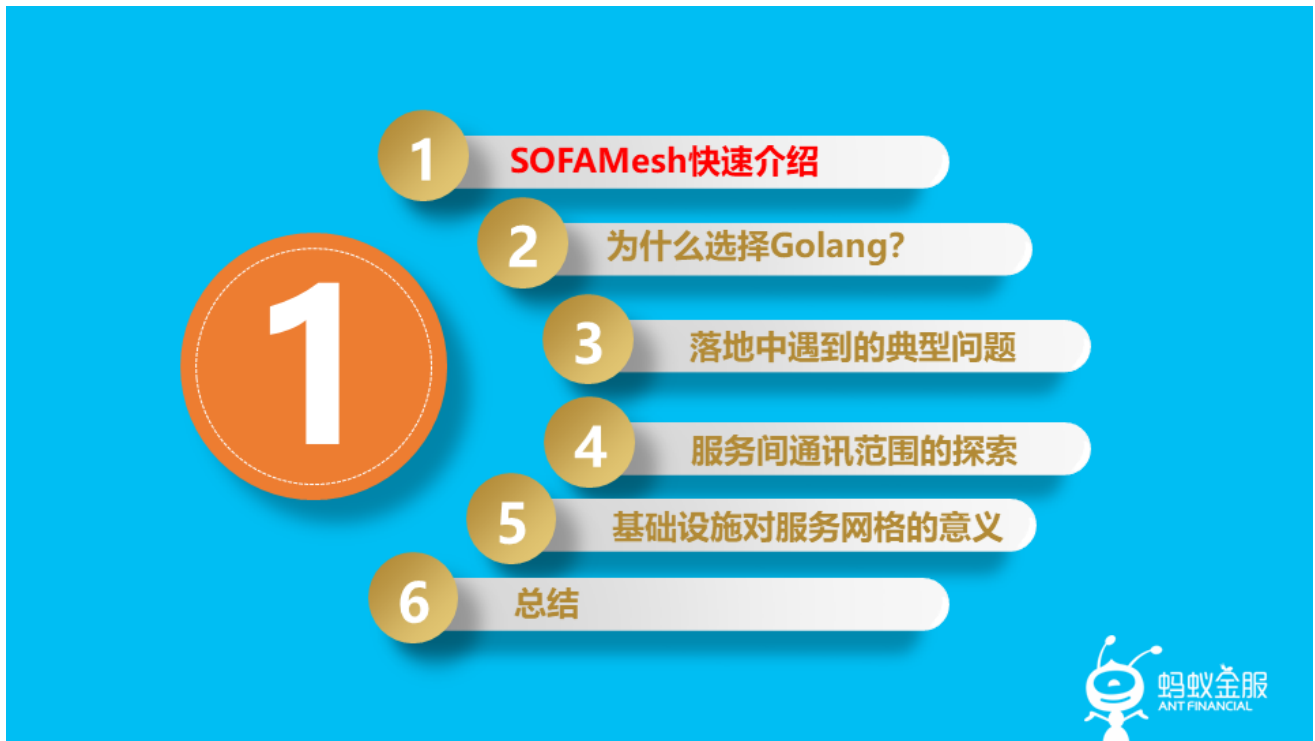 1
SOFAMesh快速介绍
2
为什么选择Golang？
3
落地中遇到的典型问题
1
4
服务间通讯范围的探索
5
基础设施对服务网格的意义
6
总结
蚂蚁金服
ANT FINANCIAL